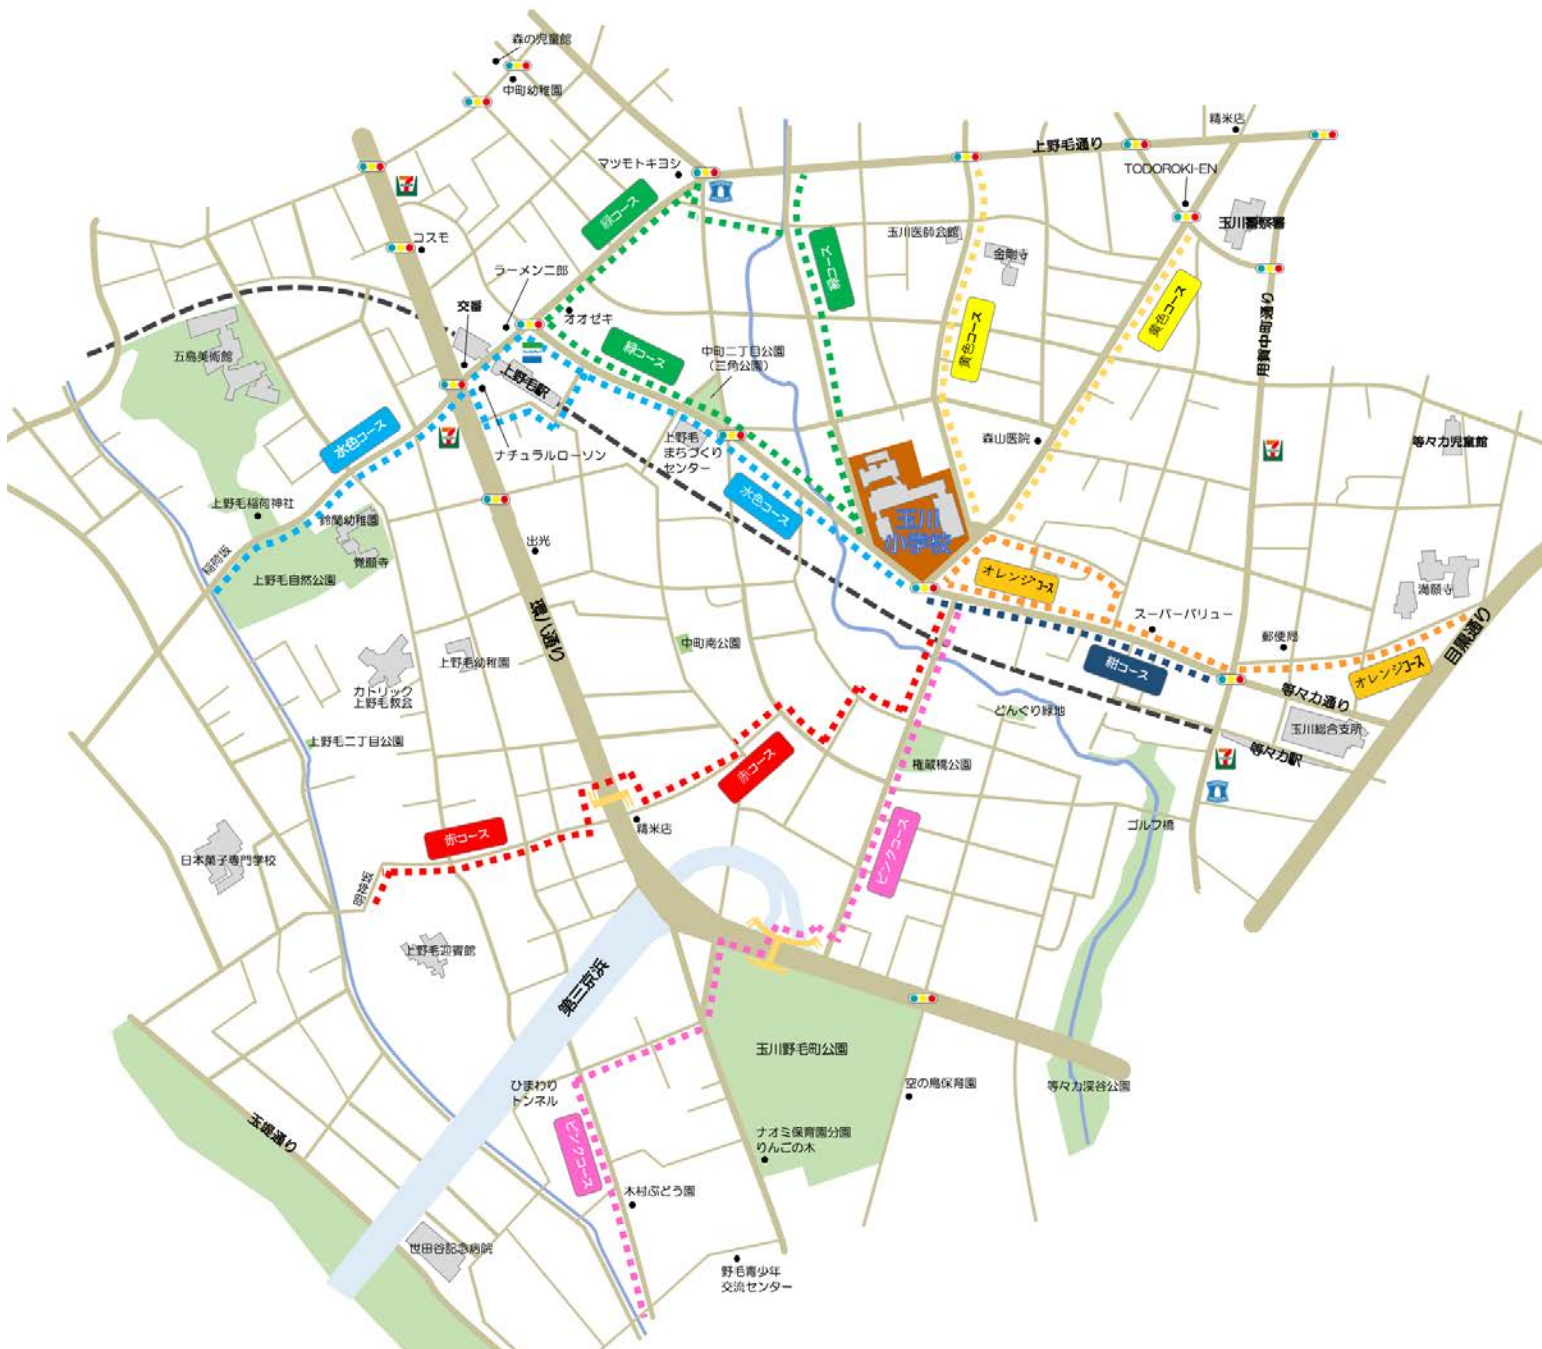 森の児童館
中町幼稚園
精米店
上野毛通り
マツモトキヨシ
TODOROKI-EN
緑コース
玉川警察署
玉川医師会館
コスモ
金剛寺
緑コース
ラーメン二郎
黄色コース
交番
オオゼキ
用賀中町通り
黄色コース
五島美術館
緑コース
中町二丁目公園
(三角公園)
上野毛駅
水色コース
上野毛
まちづくり
センター
森山医院
等々力児童館
ナチュラルローソン
水色コース
上野毛稲荷神社
鈴蘭幼稚園
玉川
小学校
出光
稲荷坂
覚願寺
上野毛自然公園
オレンジコース
満願寺
環八通り
スーパーバリュー
郵便局
目黒通り
中町南公園
上野毛幼稚園
紺コース
オレンジコース
カトリック
上野毛教会
等々力通り
どんぐり緑地
玉川総合支所
上野毛二丁目公園
等々力駅
権蔵橋公園
赤コース
精米店
ゴルフ橋
赤コース
日本菓子専門学校
ピンクコース
明神坂
上野毛迎賓館
第三京浜
玉川野毛町公園
ひまわり
トンネル
空の鳥保育園
等々力渓谷公園
玉堤通り
ピンクコース
ナオミ保育園分園
りんごの木
木村ぶどう園
世田谷記念病院
野毛青少年
交流センター